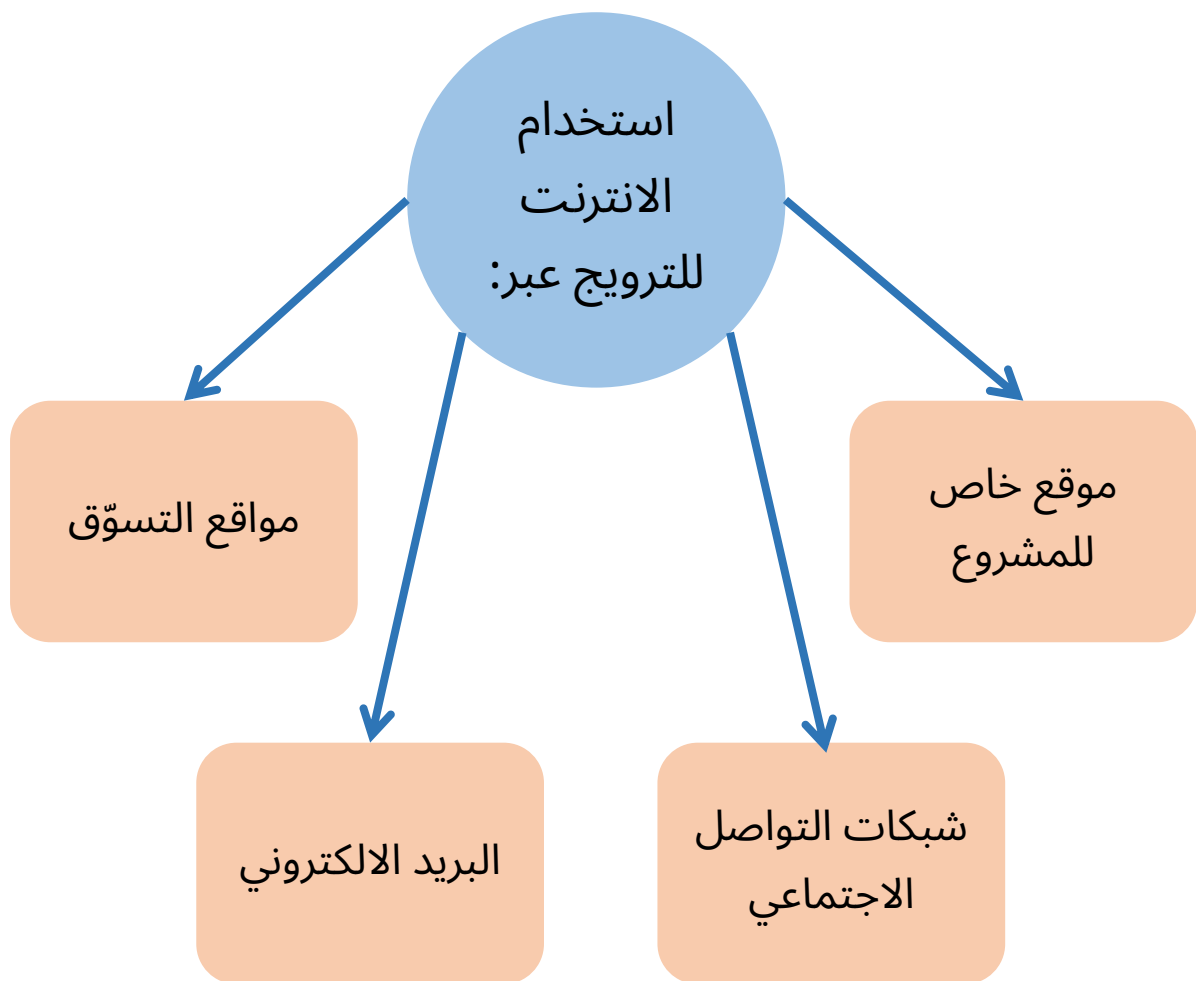 استخدام
الانترنت
للترويج عبر:
موقع خاص
للمشروع
مواقع التسوّق
شبكات التواصل
الاجتماعي
البريد الالكتروني